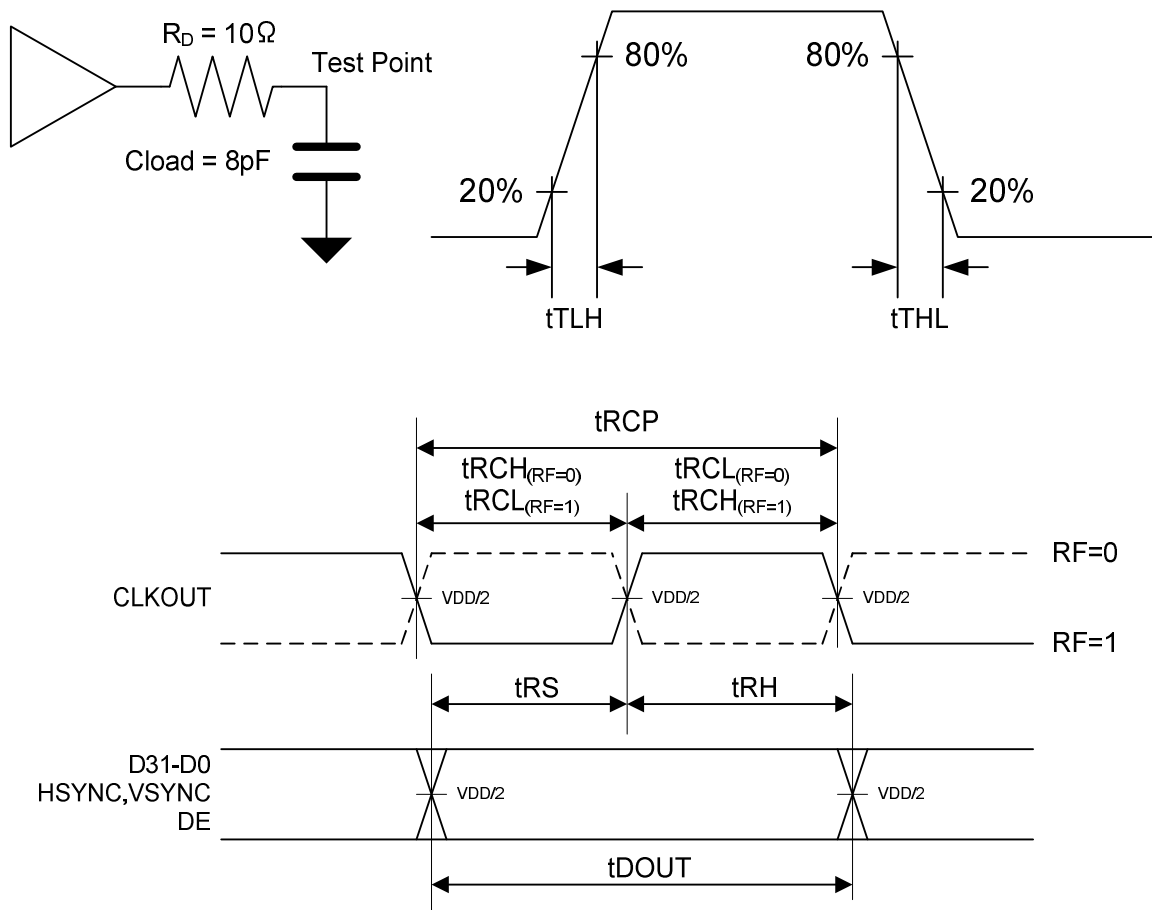 R_D = 10Ω
Test Point
Cload = 8pF
80%
80%
20%
20%
tTLH
tTHL
tRCP
tRCH(RF=0)
tRCL(RF=0)
tRCL(RF=1)
tRCH(RF=1)
RF=0
CLKOUT
VDD/2
VDD/2
VDD/2
RF=1
tRS
tRH
D31-D0
HSYNC,VSYNC
DE
VDD/2
VDD/2
tDOUT